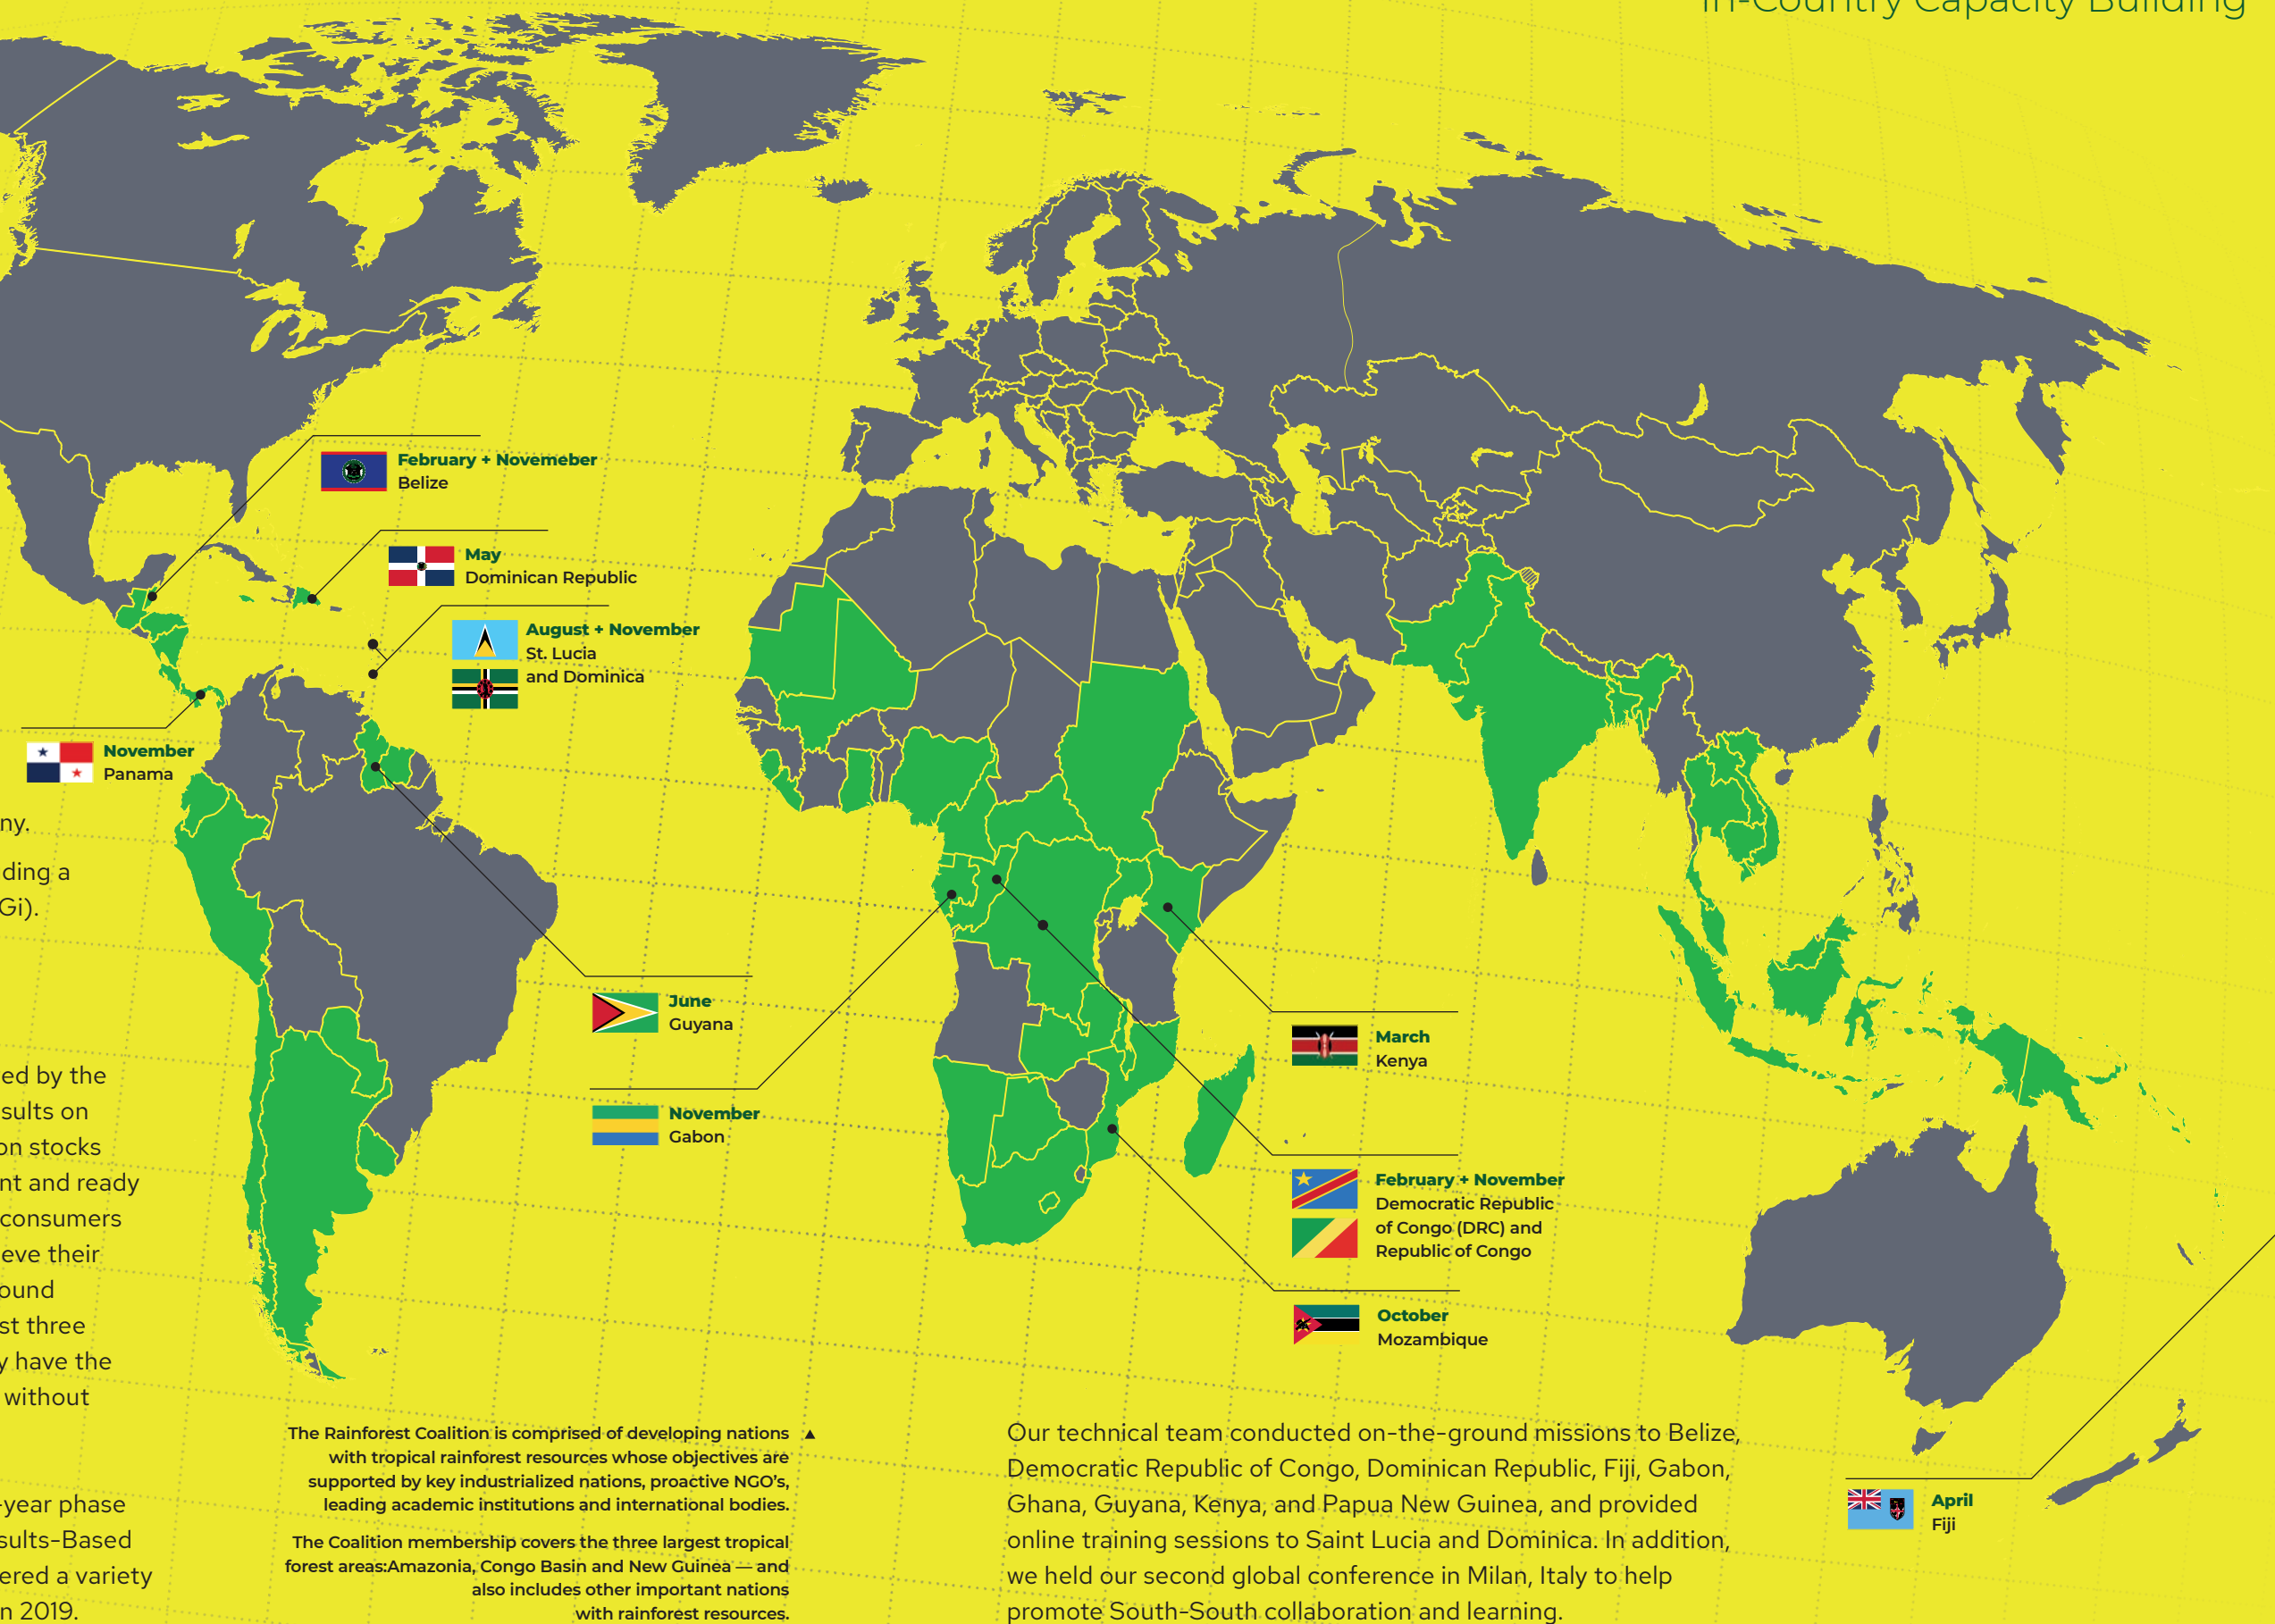 In-Country Capacity Building
February + Novemeber
Belize
May
Dominican Republic
August + November
St. Lucia
and Dominica
November
Panama
ny.
ding a
Gi).
June
Guyana
November
Gabon
March
Kenya
February + November
Democratic Republic
of Congo (DRC) and
Republic of Congo
October
Mozambique
April
Fiji
ed by the
sults on
on stocks
nt and ready
consumers
eve their
ound
st three
y have the
without
-year phase
sults-Based
ered a variety
n 2019.
The Rainforest Coalition is comprised of developing nations
with tropical rainforest resources whose objectives are
supported by key industrialized nations, proactive NGO's,
leading academic institutions and international bodies.
The Coalition membership covers the three largest tropical
forest areas:Amazonia, Congo Basin and New Guinea — and
also includes other important nations
with rainforest resources.
Our technical team conducted on-the-ground missions to Belize,
Democratic Republic of Congo, Dominican Republic, Fiji, Gabon,
Ghana, Guyana, Kenya, and Papua New Guinea, and provided
online training sessions to Saint Lucia and Dominica. In addition,
we held our second global conference in Milan, Italy to help
promote South-South collaboration and learning.